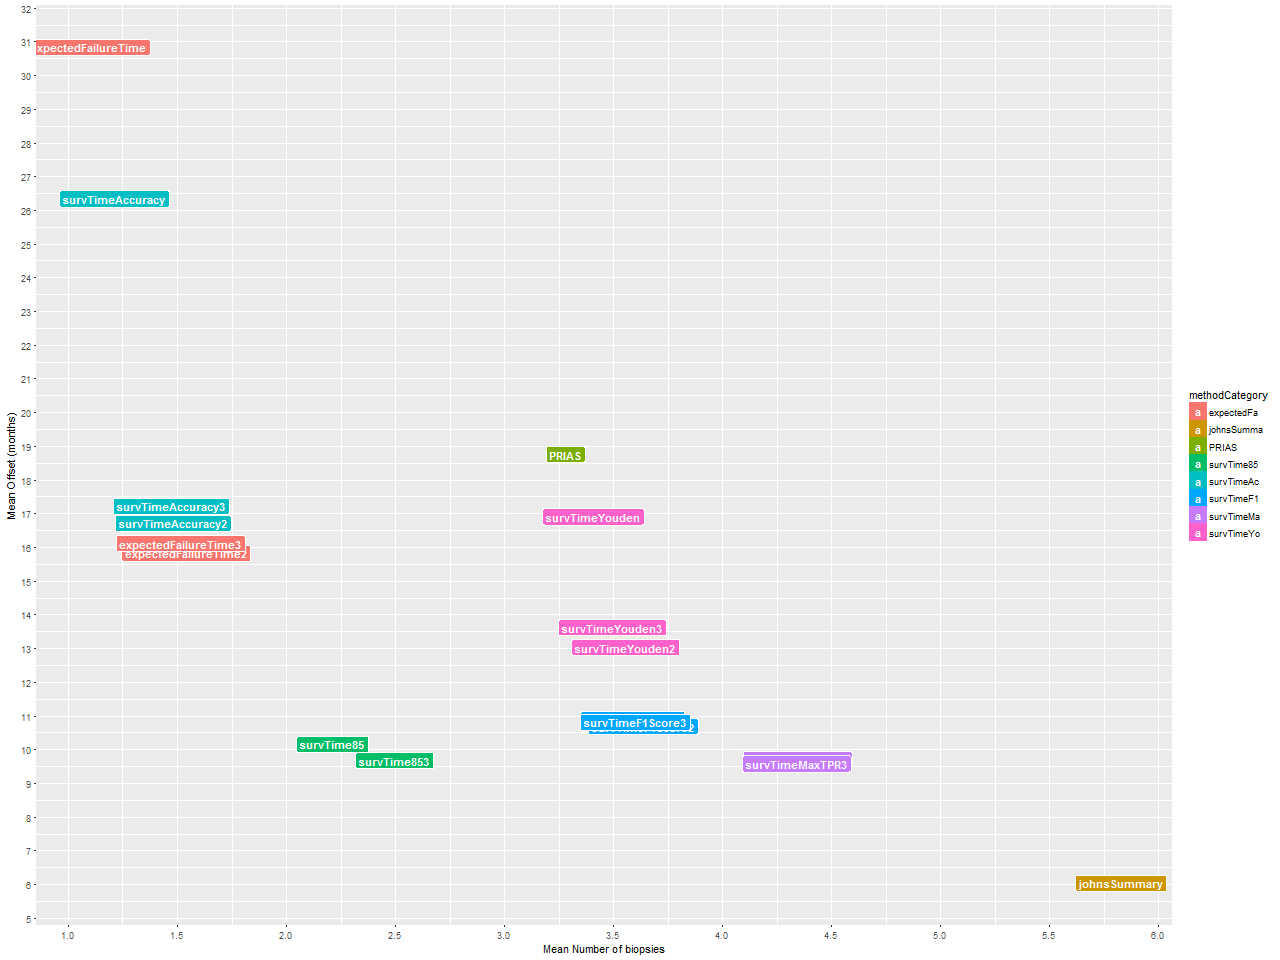 32
31
30
29
28
27
26
25
24
23
22
21
20
19
18
17
16
15
14
13
12
11
10
9
8
7
6
5
Mean Offset (months)
xpectedFailureTime
survTimeAccuracy
PRIAS
survTimeAccuracy3
survTimeAccuracy2
survTimeYouden
expectedFailureTime3
expectedFailureTime2
survTimeYouden3
survTimeYouden2
survTimeF1Score3
survTime85
survTime853
survTimeMaxTPR3
johnsSummary
1.0 1.5 2.0 2.5 3.0 3.5 4.0 4.5 5.0 5.5 6.0
Mean Number of biopsies
methodCategory
a expectedFa
a johnsSumma
a PRIAS
a survTime85
a survTimeAc
a survTimeF1
a survTimeMa
a survTimeYo